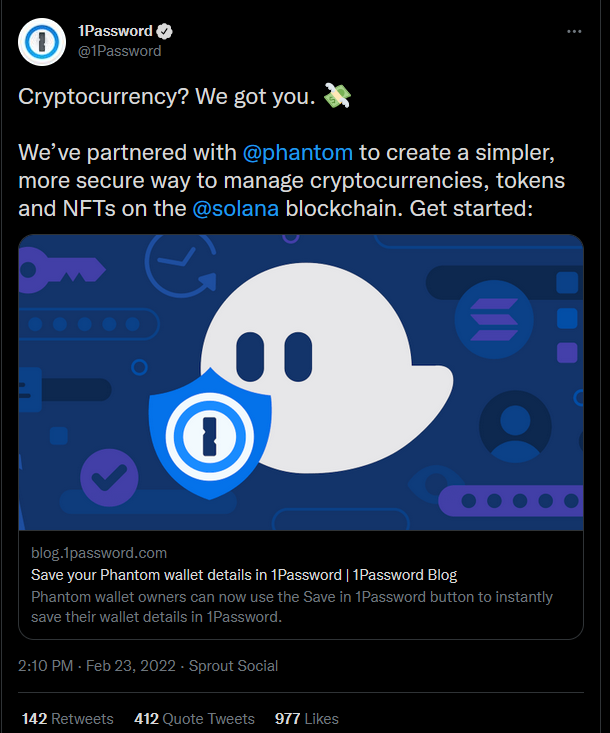 1Password
@1Password
Cryptocurrency? We got you. 💸
We’ve partnered with @phantom to create a simpler,
more secure way to manage cryptocurrencies, tokens
and NFTs on the @solana blockchain. Get started:
blog.1password.com
Save your Phantom wallet details in 1Password | 1Password Blog
Phantom wallet owners can now use the Save in 1Password button to instantly
save their wallet details in 1Password.
2:10 PM · Feb 23, 2022 · Sprout Social
142 Retweets 412 Quote Tweets 977 Likes